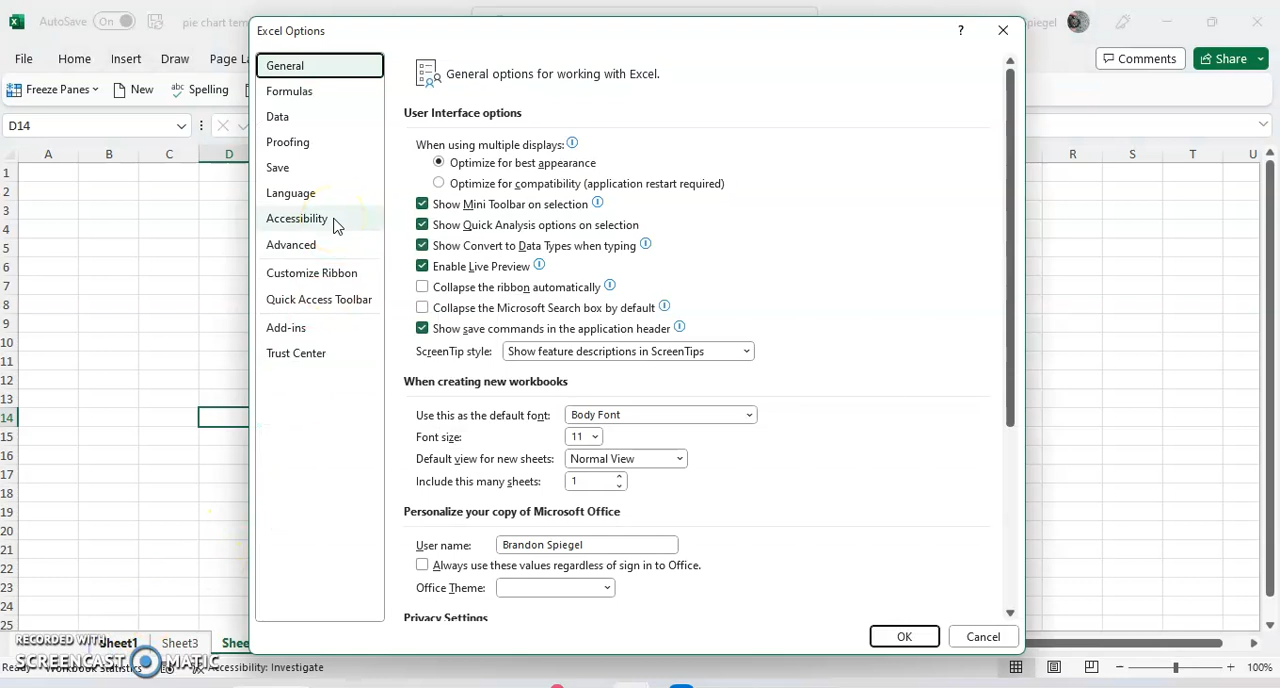 AutoSave On pie chart tem piegel
File Home Insert Draw Page La Comments Share
Freeze Panes New Spelling
D14
A B C D R S T U
1
2
3
4
5
6
7
8
9
10
11
12
13
14
15
16
17
18
19
20
21
22
23
24
25
Excel Options ?
General
Formulas
Data
Proofing
Save
Language
Accessibility
Advanced
Customize Ribbon
Quick Access Toolbar
Add-ins
Trust Center
General options for working with Excel.
User Interface options
When using multiple displays:
Optimize for best appearance
Optimize for compatibility (application restart required)
Show Mini Toolbar on selection
Show Quick Analysis options on selection
Show Convert to Data Types when typing
Enable Live Preview
Collapse the ribbon automatically
Collapse the Microsoft Search box by default
Show save commands in the application header
ScreenTip style: Show feature descriptions in ScreenTips
When creating new workbooks
Use this as the default font: Body Font
Font size: 11
Default view for new sheets: Normal View
Include this many sheets: 1
Personalize your copy of Microsoft Office
User name: Brandon Spiegel
Always use these values regardless of sign in to Office.
Office Theme:
Privacy Settings
OK Cancel
Sheet1 Sheet3 Shee
RECORDED WITH
SCREENCAST MATIC
Workbook Statistics Accessibility: Investigate 100%